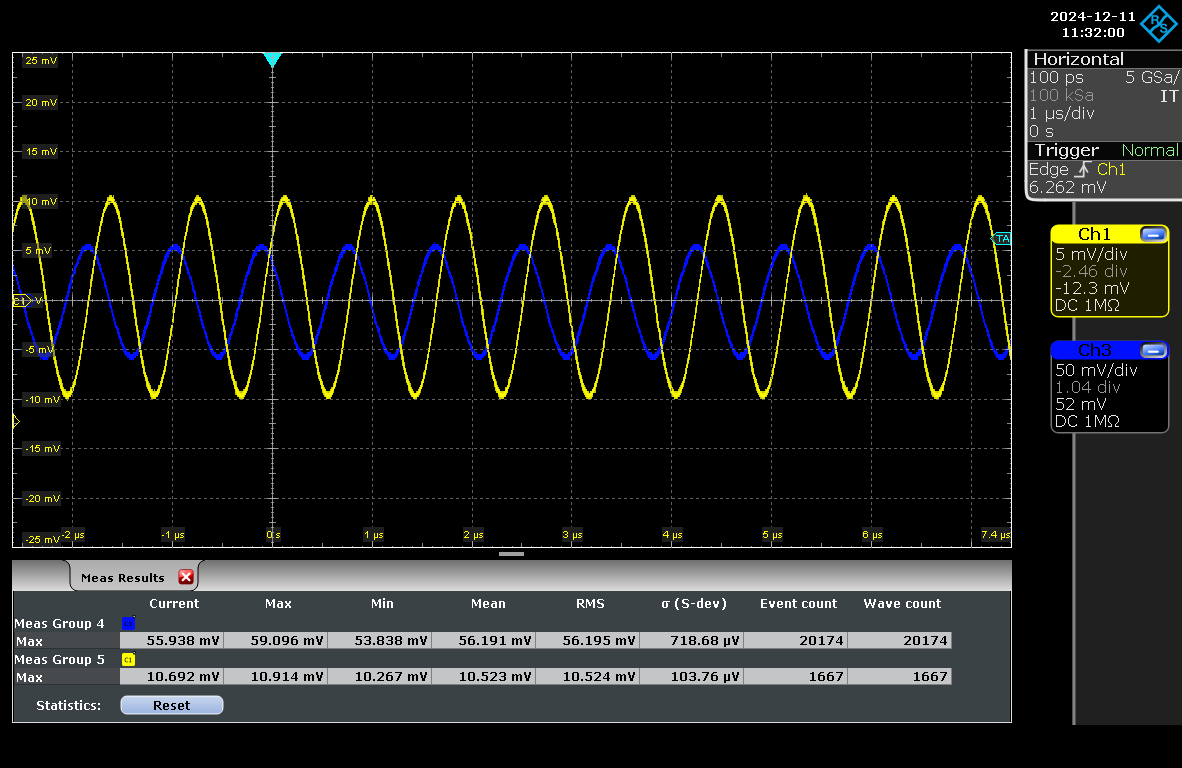 2024-12-11
11:32:00
R S
Horizontal
100 ps 5 GSa/
100 kSa IT
1 µs/div
0 s
Trigger Normal
Edge Ch1
6.262 mV
Ch1
5 mV/div
-2.46 div
-12.3 mV
DC 1MΩ
Ch3
50 mV/div
1.04 div
52 mV
DC 1MΩ
25 mV
20 mV
15 mV
10 mV
5 mV
TA
C1 V
-5 mV
-10 mV
-15 mV
-20 mV
-25 mV
-2 µs -1 µs 0 s 1 µs 2 µs 3 µs 4 µs 5 µs 6 µs 7.4 µs
Meas Results
Current Max Min Mean RMS σ (S-dev) Event count Wave count
Meas Group 4
Max 55.938 mV 59.096 mV 53.838 mV 56.191 mV 56.195 mV 718.68 µV 20174 20174
Meas Group 5 C1
Max 10.692 mV 10.914 mV 10.267 mV 10.523 mV 10.524 mV 103.76 µV 1667 1667
Statistics: Reset